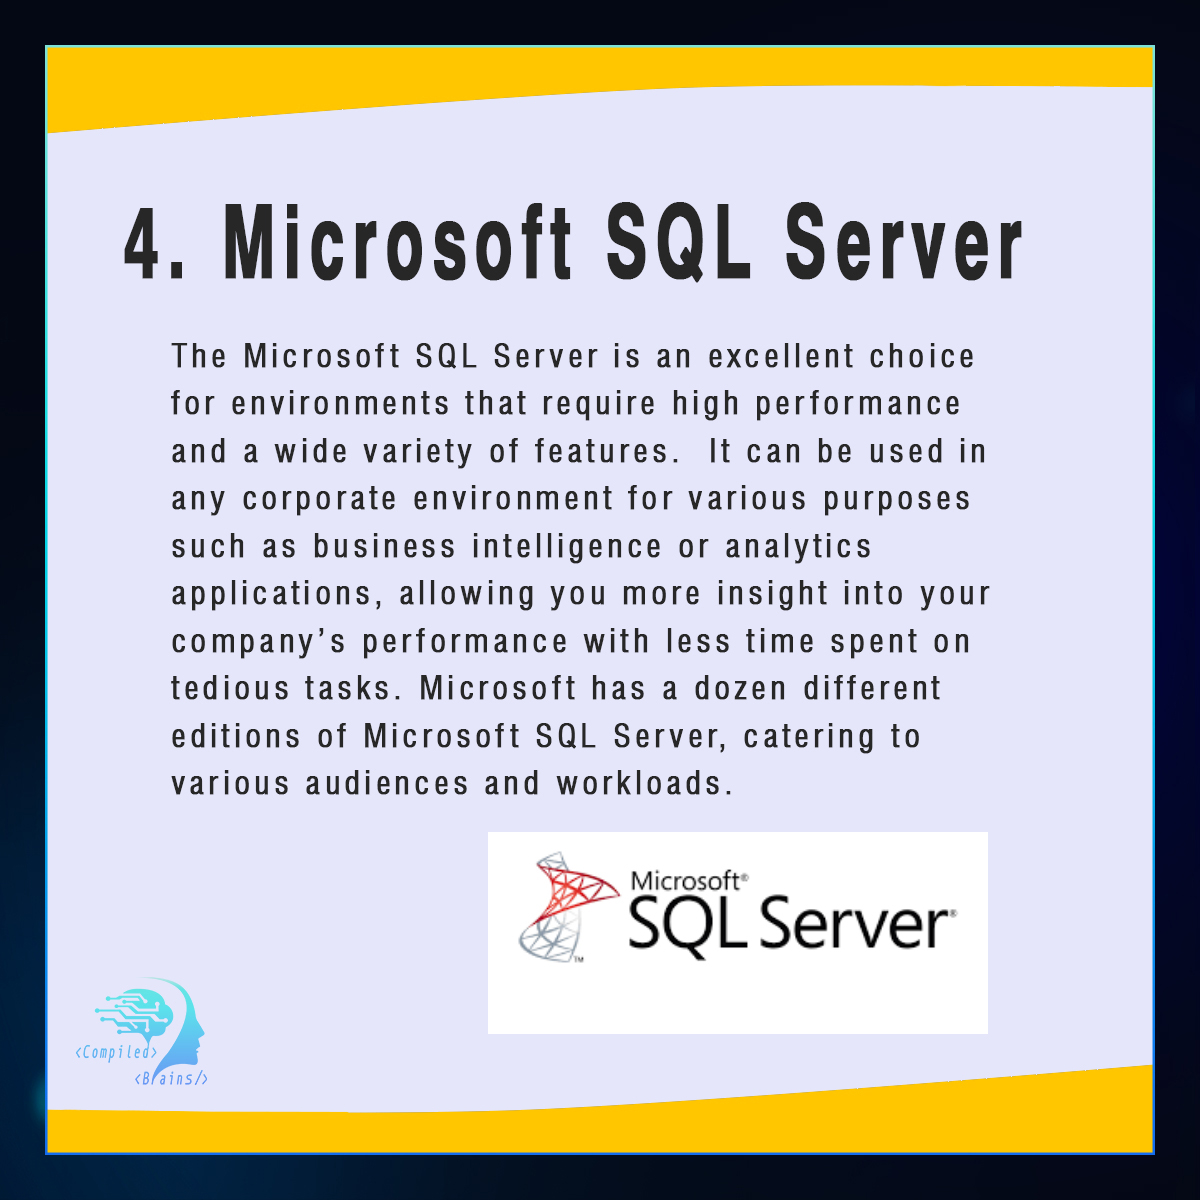 4. Microsoft SQL Server
The Microsoft SQL Server is an excellent choice
for environments that require high performance
and a wide variety of features.  It can be used in
any corporate environment for various purposes
such as business intelligence or analytics
applications, allowing you more insight into your
company’s performance with less time spent on
tedious tasks. Microsoft has a dozen different
editions of Microsoft SQL Server, catering to
various audiences and workloads.
Microsoft®
SQL Server®
™
<Compiled>
<Brains/>